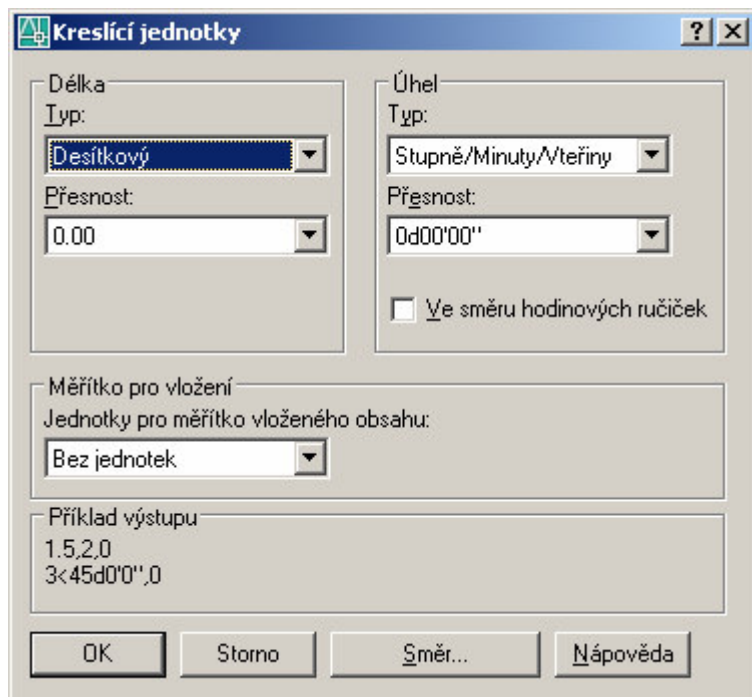 Kreslící jednotky
Délka
Typ:
Desítkový
Přesnost:
0.00
Úhel
Typ:
Stupně/Minuty/Vteřiny
Přesnost:
0d00'00"
Ve směru hodinových ručiček
Měřítko pro vložení
Jednotky pro měřítko vloženého obsahu:
Bez jednotek
Příklad výstupu
1.5,2,0
3<45d0'0",0
OK
Storno
Směr...
Nápověda